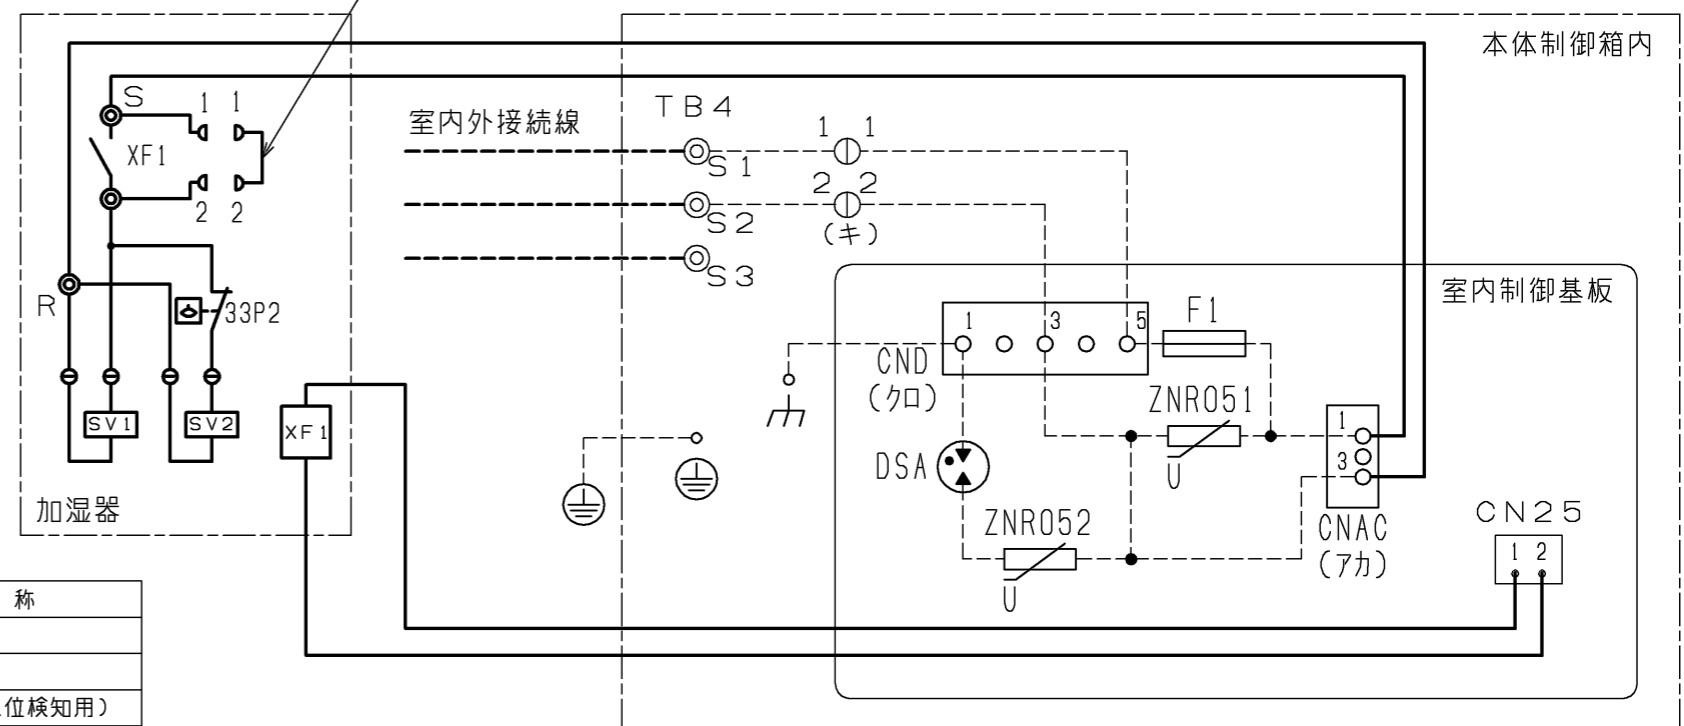 本体制御箱内
S
1 1
XF1
2 2
室内外接続線
TB4
S1
1 1
S2
2 2
(キ)
S3
R
33P2
室内制御基板
1 3 5
F1
CND
(クロ)
ZNR051
U
SV1
SV2
XF1
DSA
1
3
CNAC
(アカ)
ZNR052
U
CN25
1 2
加湿器
称
位検知用)